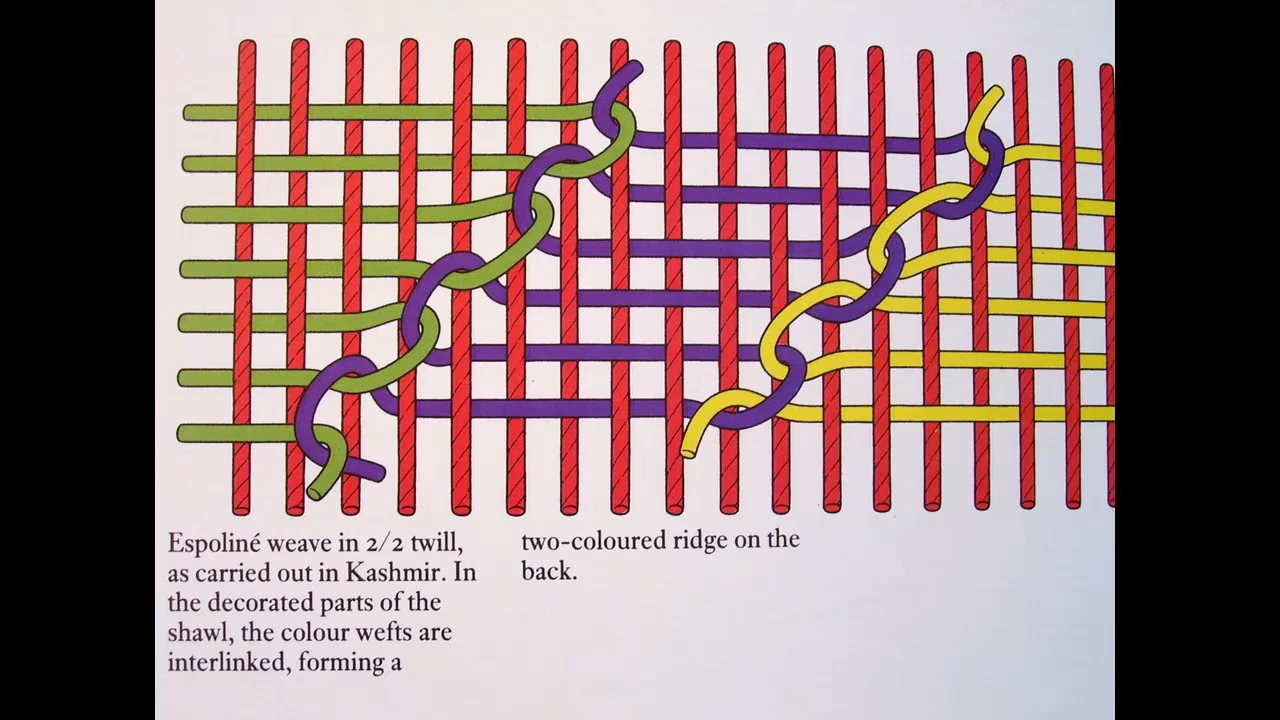 Espoliné weave in 2/2 twill,
as carried out in Kashmir. In
the decorated parts of the
shawl, the colour wefts are
interlinked, forming a
two-coloured ridge on the
back.